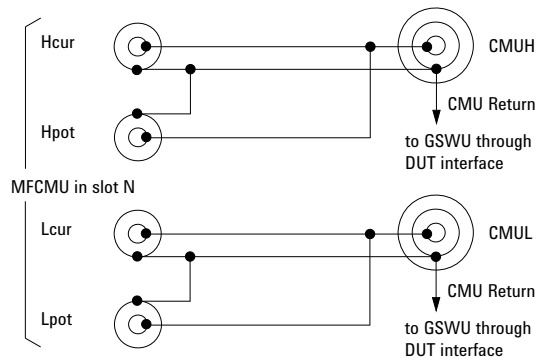 Hcur
CMUH
CMU Return
Hpot
to GSWU through
DUT interface
MFCMU in slot N
Lcur
CMUL
CMU Return
Lpot
to GSWU through
DUT interface